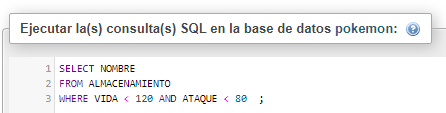 Ejecutar la(s) consulta(s) SQL en la base de datos pokemon:
1 SELECT NOMBRE
2 FROM ALMACENAMIENTO
3 WHERE VIDA < 120 AND ATAQUE < 80 ;